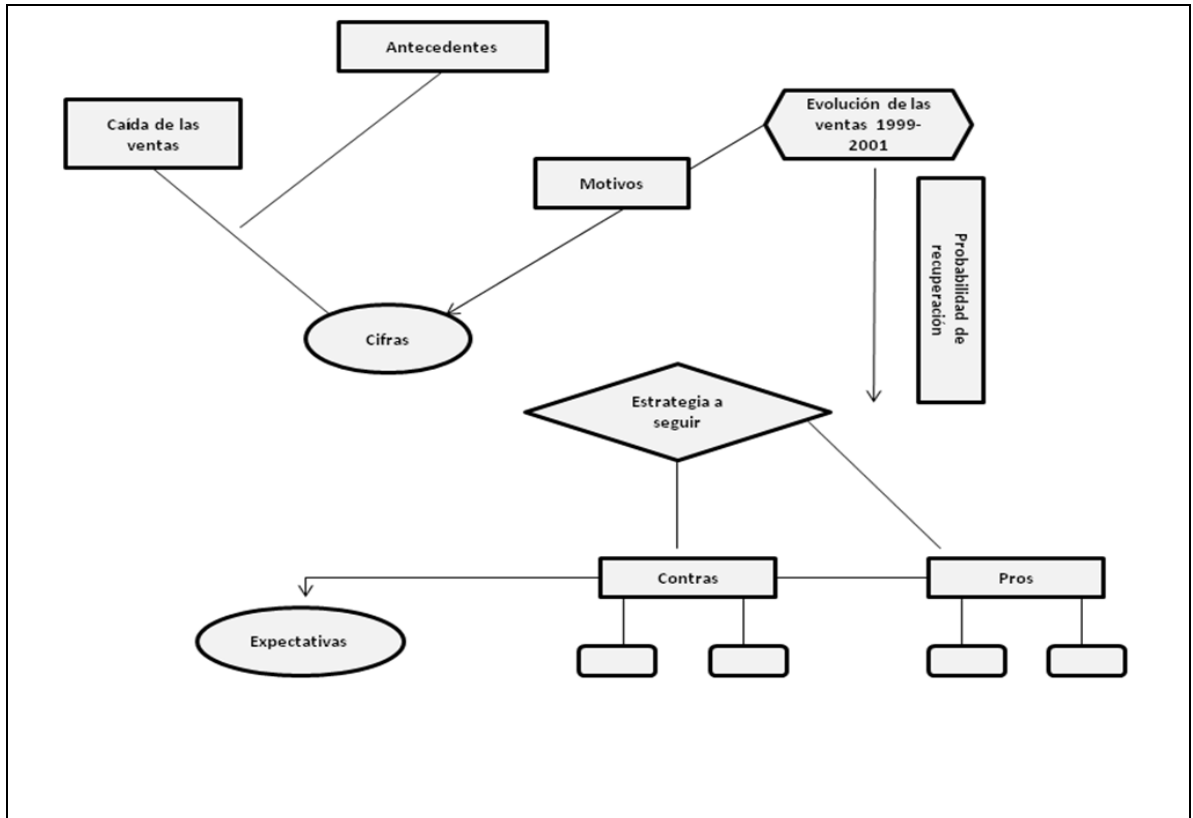 Antecedentes
Caída de las
ventas
Evolución de las
ventas 1999-
2001
Motivos
Probabilidad de
recuperación
Cifras
Estrategia a
seguir
Contras
Pros
Expectativas